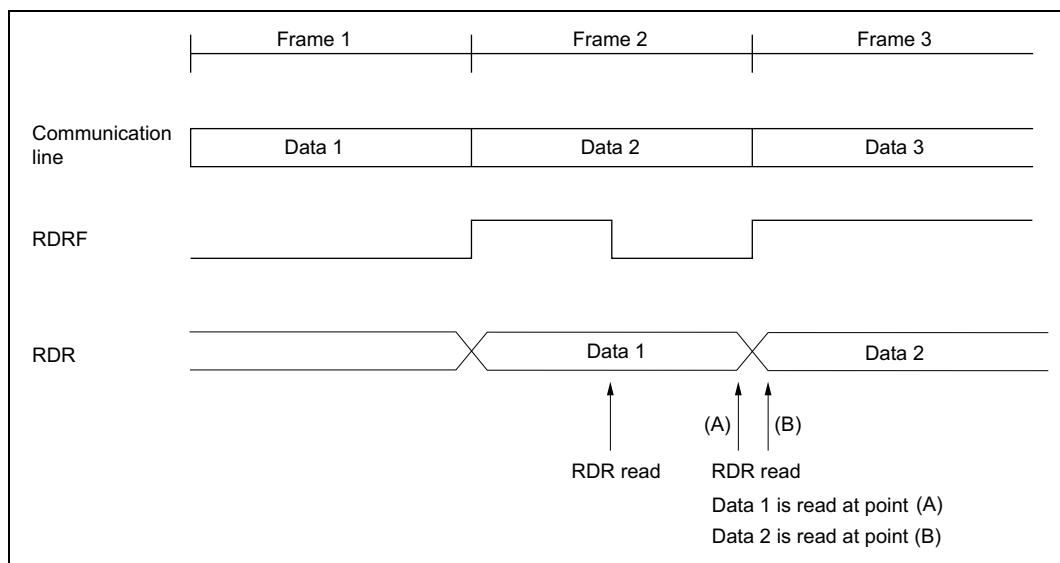 Frame 1 Frame 2 Frame 3
Communication
line
Data 1 Data 2 Data 3
RDRF
RDR
Data 1 Data 2
(A) (B)
RDR read RDR read
Data 1 is read at point (A)
Data 2 is read at point (B)